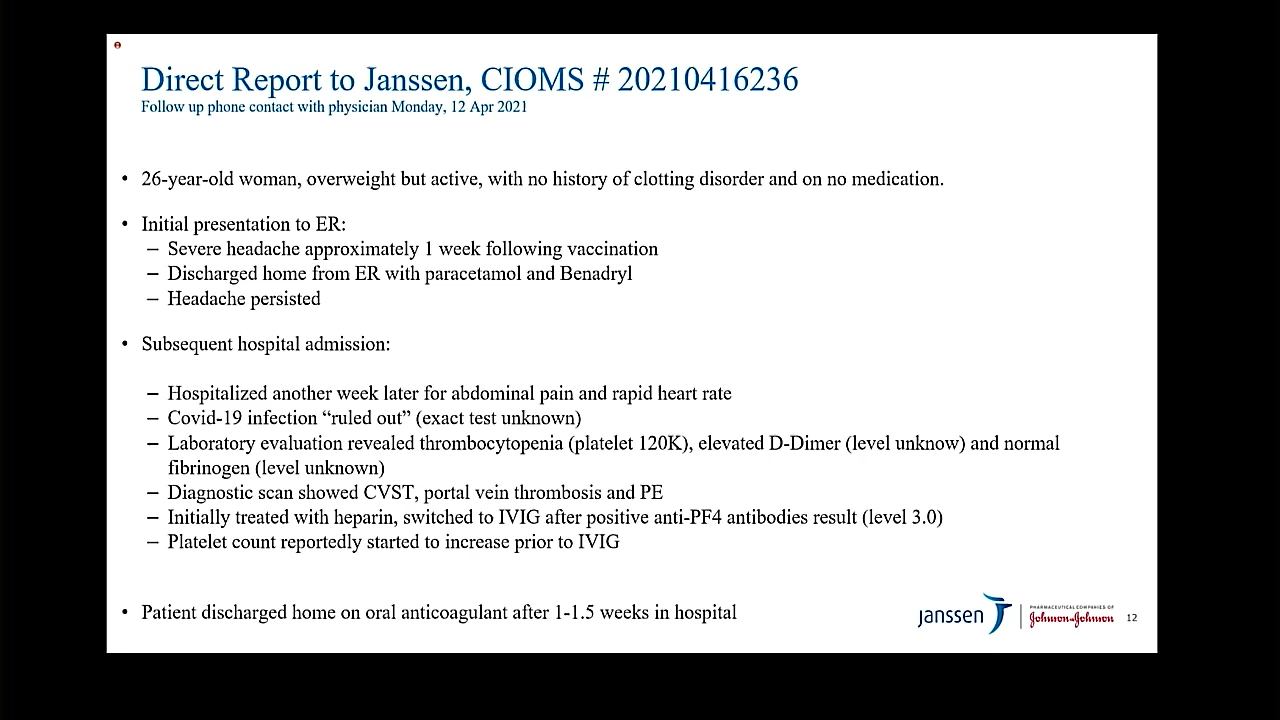 Direct Report to Janssen, CIOMS # 20210416236
Follow up phone contact with physician Monday, 12 Apr 2021
• 26-year-old woman, overweight but active, with no history of clotting disorder and on no medication.
• Initial presentation to ER:
– Severe headache approximately 1 week following vaccination
– Discharged home from ER with paracetamol and Benadryl
– Headache persisted
• Subsequent hospital admission:
– Hospitalized another week later for abdominal pain and rapid heart rate
– Covid-19 infection “ruled out” (exact test unknown)
– Laboratory evaluation revealed thrombocytopenia (platelet 120K), elevated D-Dimer (level unknow) and normal
fibrinogen (level unknown)
– Diagnostic scan showed CVST, portal vein thrombosis and PE
– Initially treated with heparin, switched to IVIG after positive anti-PF4 antibodies result (level 3.0)
– Platelet count reportedly started to increase prior to IVIG
• Patient discharged home on oral anticoagulant after 1-1.5 weeks in hospital
janssen
PHARMACEUTICAL COMPANIES OF
Johnson & Johnson
12